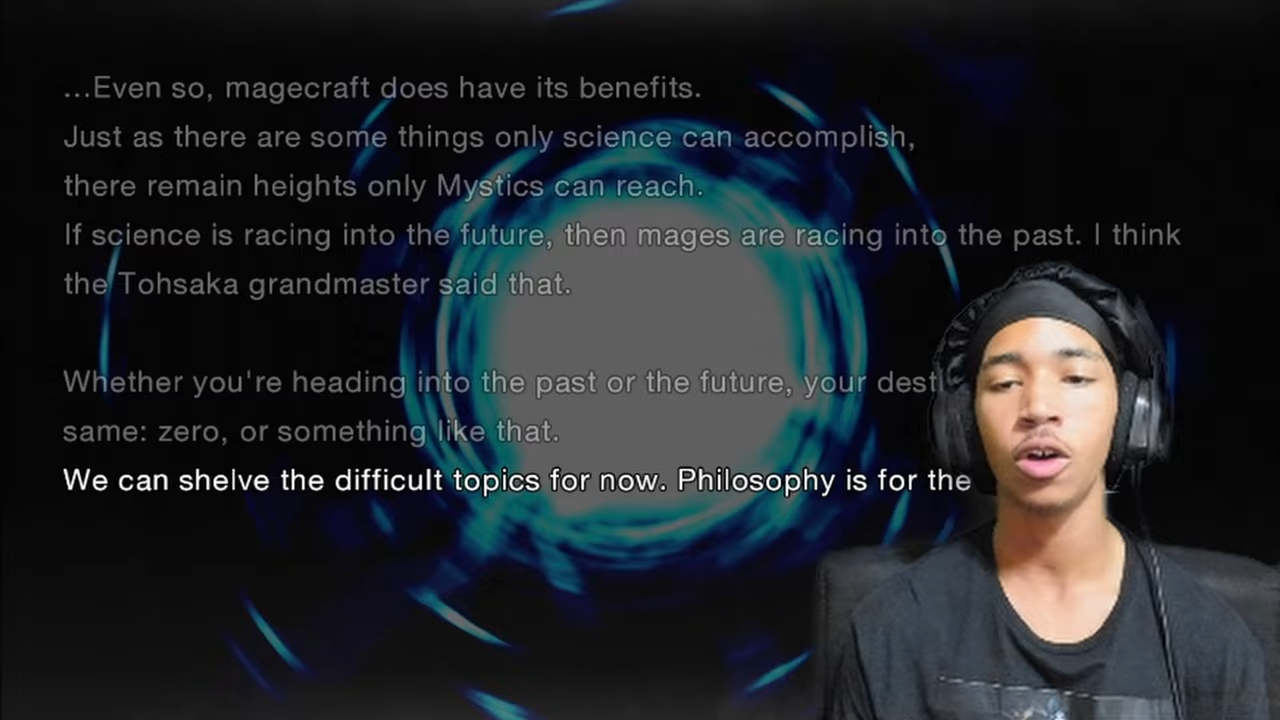 ...Even so, magecraft does have its benefits.
Just as there are some things only science can accomplish,
there remain heights only Mystics can reach.
If science is racing into the future, then mages are racing into the past. I think
the Tohsaka grandmaster said that.
Whether you're heading into the past or the future, your
same: zero, or something like that.
We can shelve the difficult topics for now. Philosophy is for the